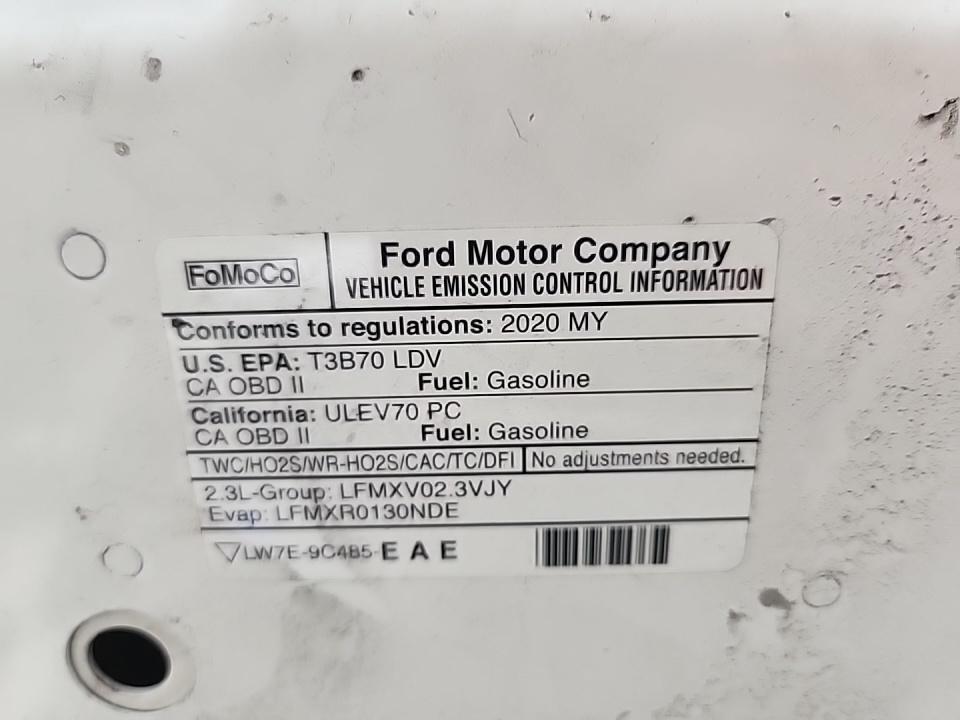 FoMoCo
Ford Motor Company
VEHICLE EMISSION CONTROL INFORMATION
Conforms to regulations: 2020 MY
U.S. EPA: T3B70 LDV
CA OBD II Fuel: Gasoline
California: ULEV70 PC
CA OBD II Fuel: Gasoline
TWC/HO2S/WR-HO2S/CAC/TC/DFI No adjustments needed.
2.3L-Group: LFMXV02.3VJY
Evap: LFMXR0130NDE
LW7E-9C485-E A E